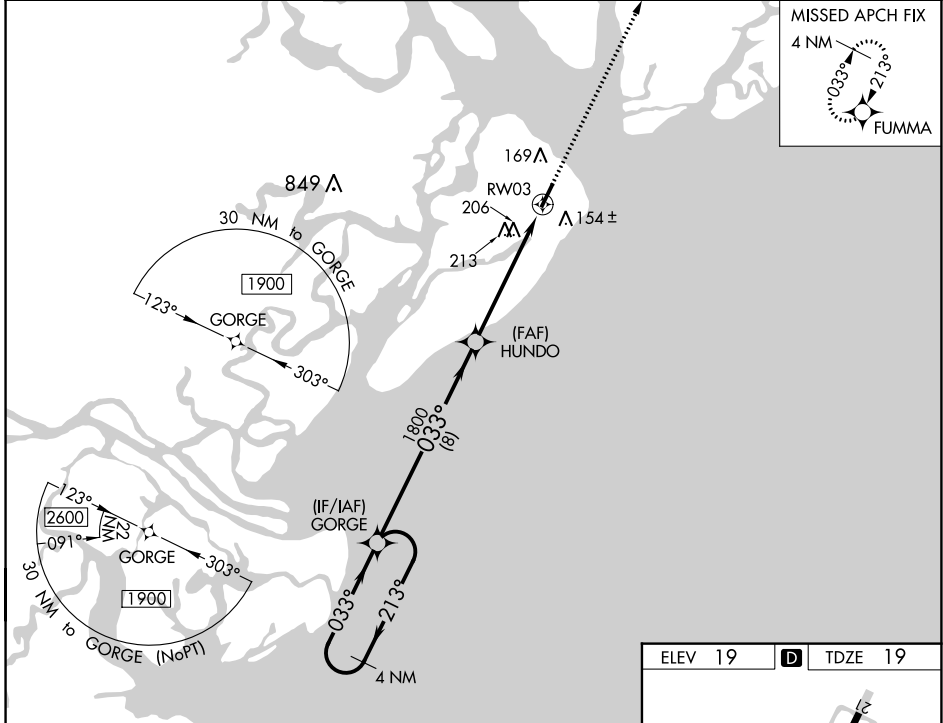 MISSED APCH FIX
4 NM
033°
213°
FUMMA
169
849
RW03
206
154 ±
213
30 NM to GORGE
1900
123°
GORGE
303°
(FAF)
HUNDO
1800
033°
(8)
123°
2600
22 NM
091°
GORGE
303°
1900
30 NM to GORGE (NoPT)
(IF/IAF)
GORGE
033°
213°
4 NM
ELEV 19 D TDZE 19
21